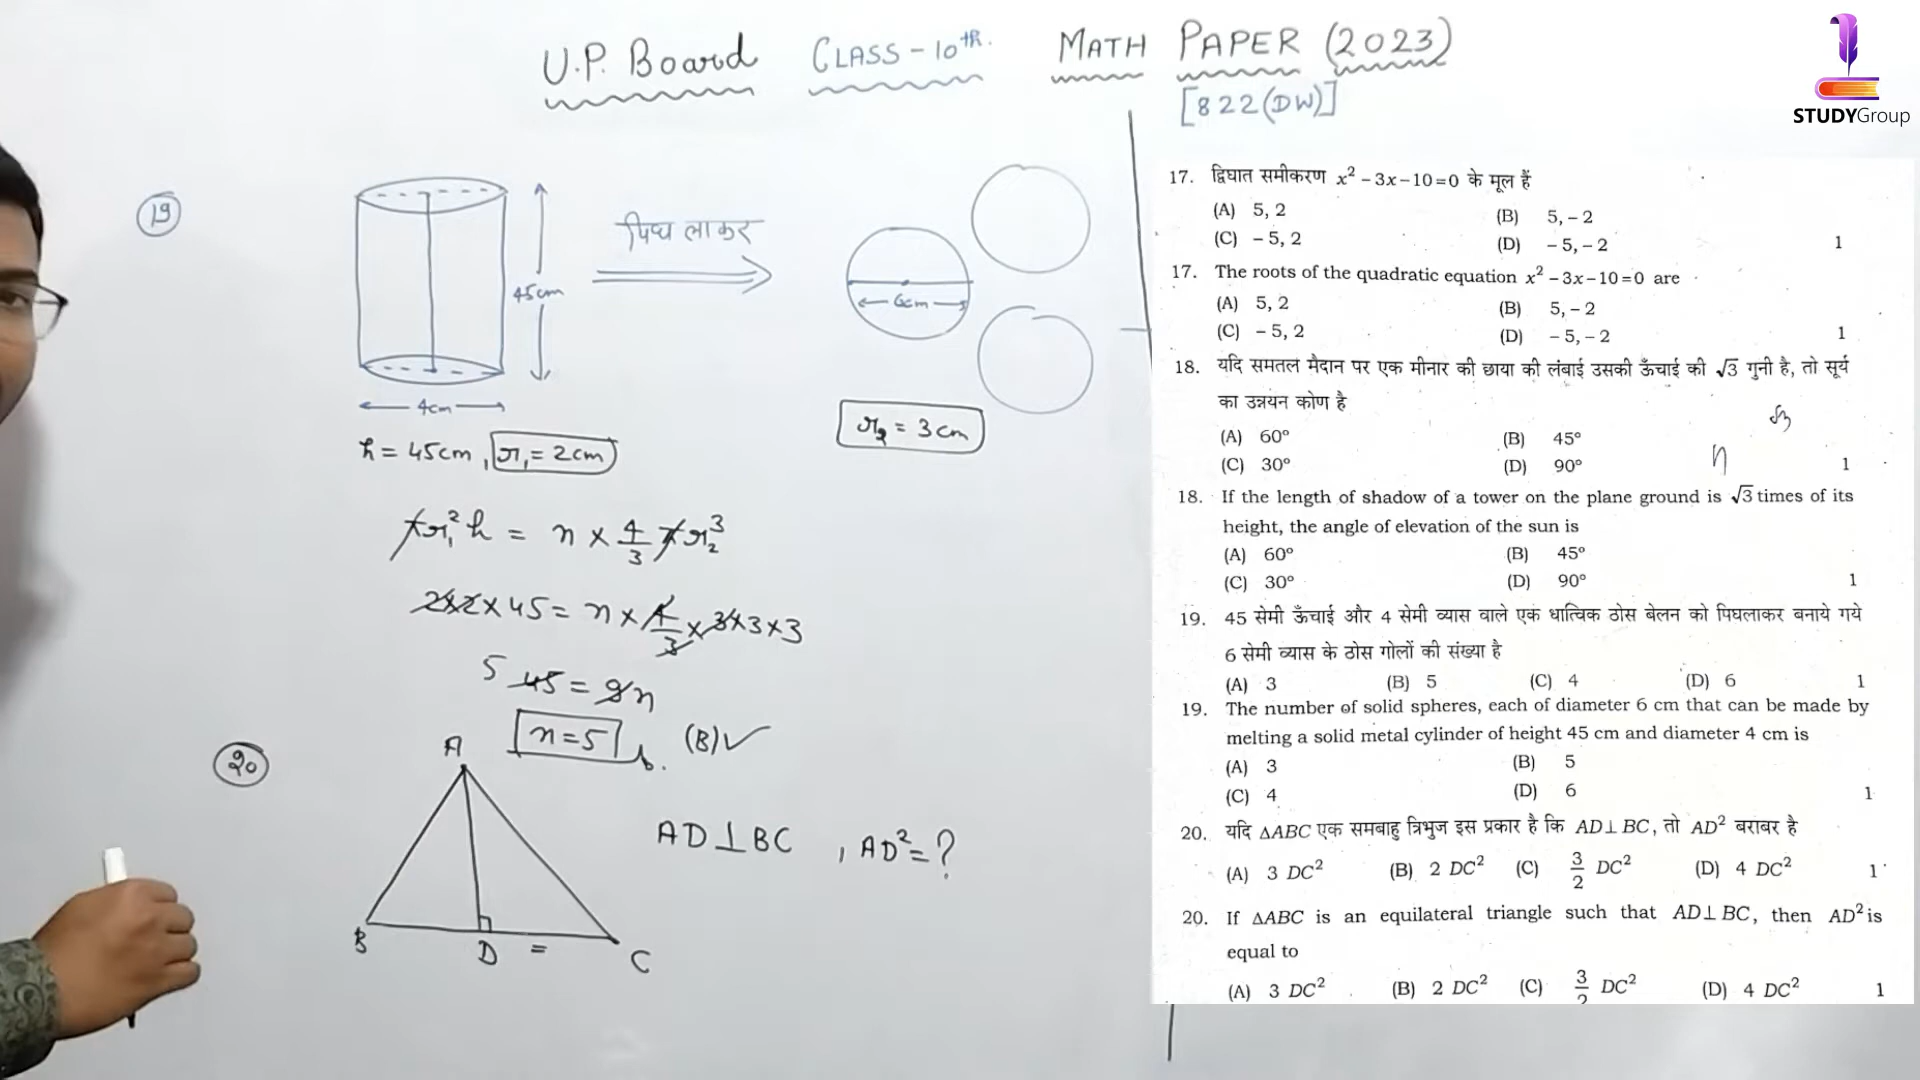 U.P. Board CLASS-10th. MATH PAPER (2023)
[822(DW)]
STUDYGroup
19
45cm
4cm
पिघलाकर
6cm
h = 45cm, r₁ = 2cm
r₂ = 3cm
πr₁²h = n × 4/3 πr₂³
2×2×45 = n × 4/3 × 3×3×3
5 45 = 9n
n=5 (B) ✓
20
A
B
D
=
C
AD⊥BC , AD² = ?
17. द्विघात समीकरण x² – 3x – 10 = 0 के मूल हैं
(A) 5, 2 (B) 5, – 2
(C) – 5, 2 (D) – 5, – 2 1
17. The roots of the quadratic equation x² – 3x – 10 = 0 are
(A) 5, 2 (B) 5, – 2
(C) – 5, 2 (D) – 5, – 2 1
18. यदि समतल मैदान पर एक मीनार की छाया की लंबाई उसकी ऊँचाई की √3 गुनी है, तो सूर्य
का उन्नयन कोण है
(A) 60° (B) 45°
(C) 30° (D) 90° 1
18. If the length of shadow of a tower on the plane ground is √3 times of its
height, the angle of elevation of the sun is
(A) 60° (B) 45°
(C) 30° (D) 90° 1
19. 45 सेमी ऊँचाई और 4 सेमी व्यास वाले एक धात्विक ठोस बेलन को पिघलाकर बनाये गये
6 सेमी व्यास के ठोस गोलों की संख्या है
(A) 3 (B) 5 (C) 4 (D) 6 1
19. The number of solid spheres, each of diameter 6 cm that can be made by
melting a solid metal cylinder of height 45 cm and diameter 4 cm is
(A) 3 (B) 5
(C) 4 (D) 6 1
20. यदि ΔABC एक समबाहु त्रिभुज इस प्रकार है कि AD⊥BC, तो AD² बराबर है
(A) 3 DC² (B) 2 DC² (C) 3/2 DC² (D) 4 DC² 1
20. If ΔABC is an equilateral triangle such that AD⊥BC, then AD² is
equal to
(A) 3 DC² (B) 2 DC² (C) 3/2 DC² (D) 4 DC² 1